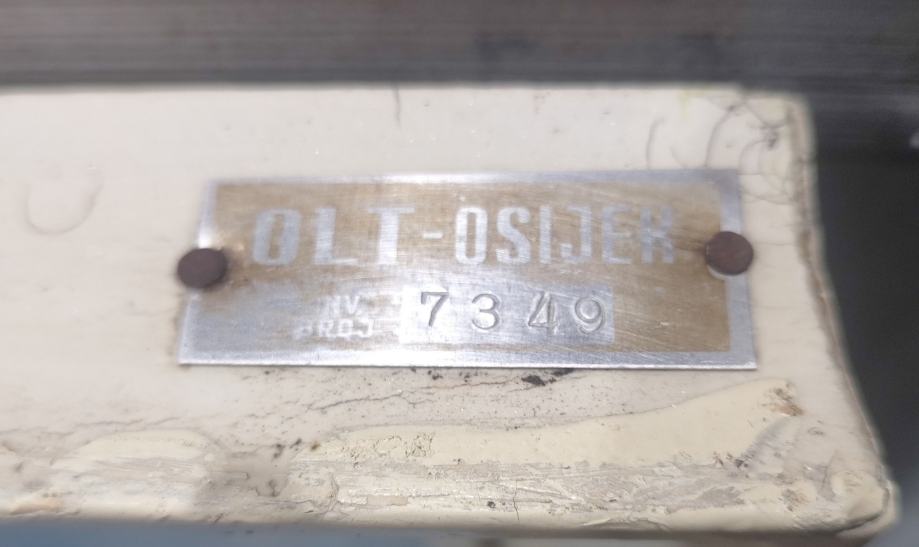 OLT-OSIJEK
INV. 7349
BROJ